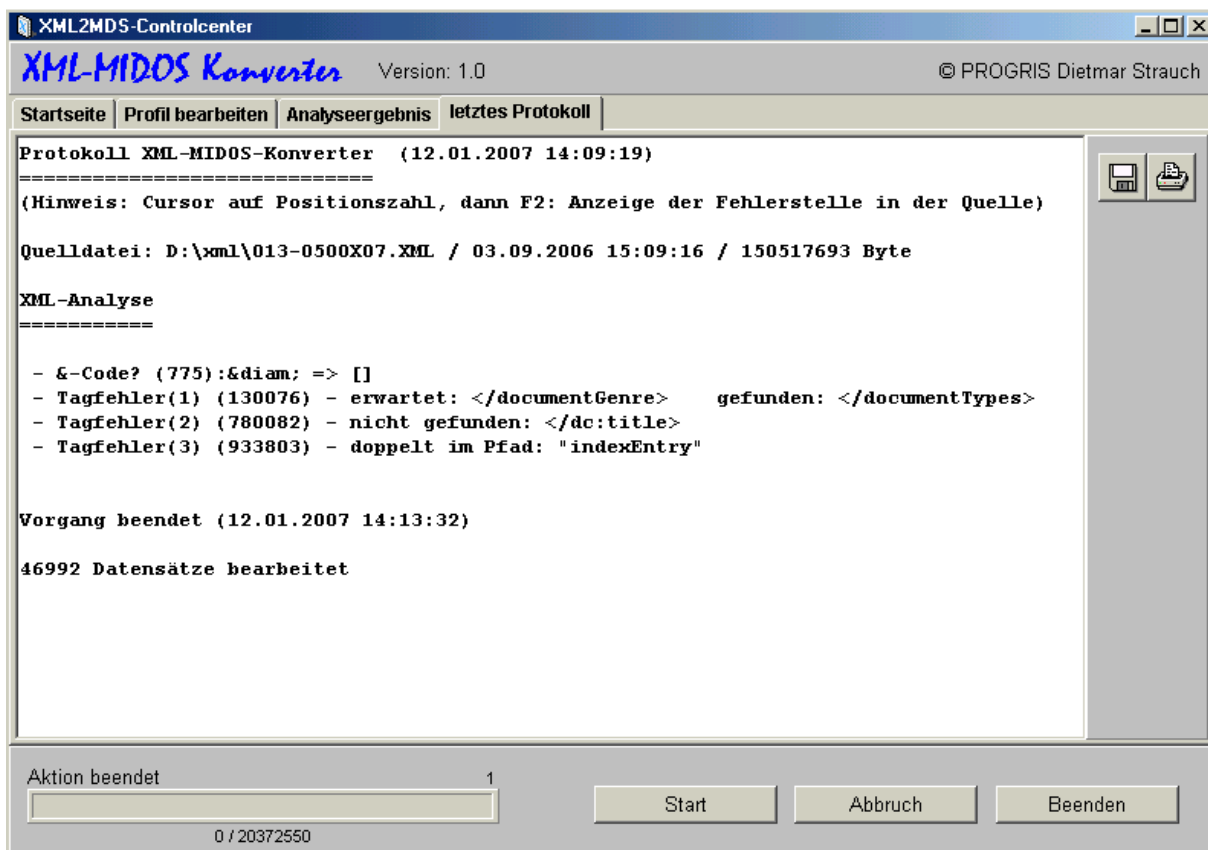 XML2MDS-Controlcenter
XML-MIDOS Konverter Version: 1.0 © PROGRIS Dietmar Strauch
Startseite Profil bearbeiten Analyseergebnis letztes Protokoll
Protokoll XML-MIDOS-Konverter (12.01.2007 14:09:19)
=============================
(Hinweis: Cursor auf Positionszahl, dann F2: Anzeige der Fehlerstelle in der Quelle)
Quelldatei: D:\xml\013-0500X07.XML / 03.09.2006 15:09:16 / 150517693 Byte
XML-Analyse
===========
- &-Code? (775):&diam; => []
- Tagfehler(1) (130076) - erwartet: </documentGenre> gefunden: </documentTypes>
- Tagfehler(2) (780082) - nicht gefunden: </dc:title>
- Tagfehler(3) (933803) - doppelt im Pfad: "indexEntry"
Vorgang beendet (12.01.2007 14:13:32)
46992 Datensätze bearbeitet
Aktion beendet 1
Start Abbruch Beenden
0 / 20372550